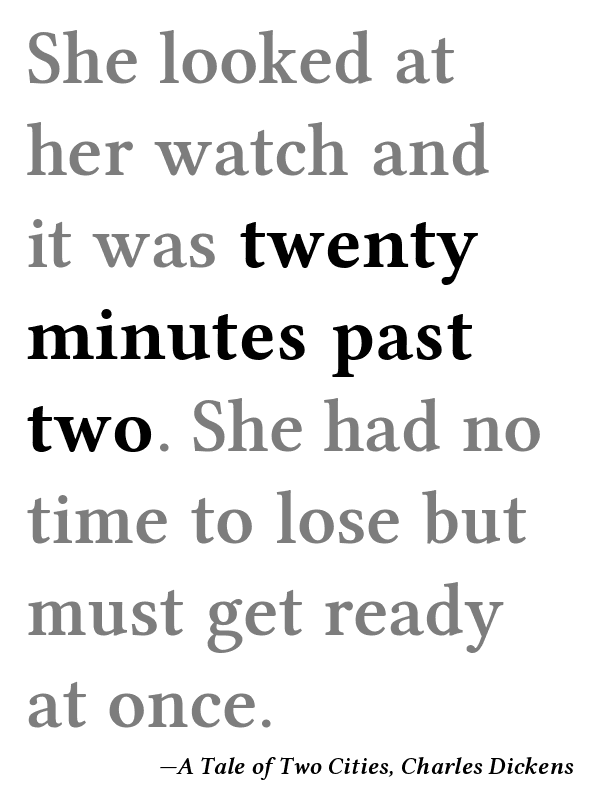 She looked at
her watch and
it was twenty
minutes past
two. She had no
time to lose but
must get ready
at once.
—A Tale of Two Cities, Charles Dickens